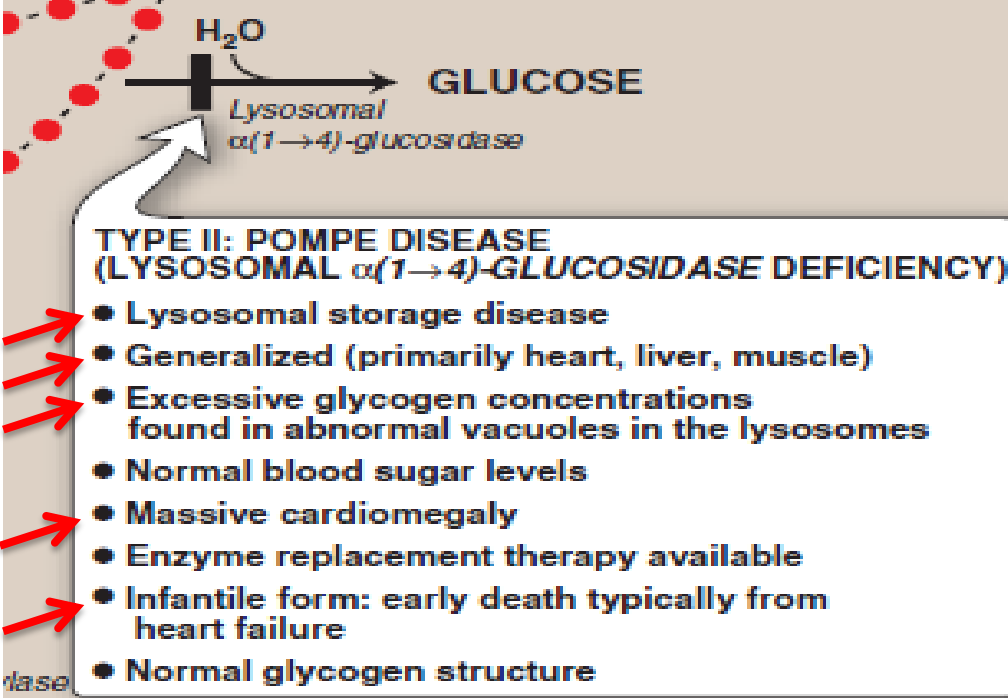 H₂O
GLUCOSE
Lysosomal
α(1→4)-glucosidase
TYPE II: POMPE DISEASE
(LYSOSOMAL α(1→4)-GLUCOSIDASE DEFICIENCY)
● Lysosomal storage disease
● Generalized (primarily heart, liver, muscle)
● Excessive glycogen concentrations
found in abnormal vacuoles in the lysosomes
● Normal blood sugar levels
● Massive cardiomegaly
● Enzyme replacement therapy available
● Infantile form: early death typically from
heart failure
● Normal glycogen structure